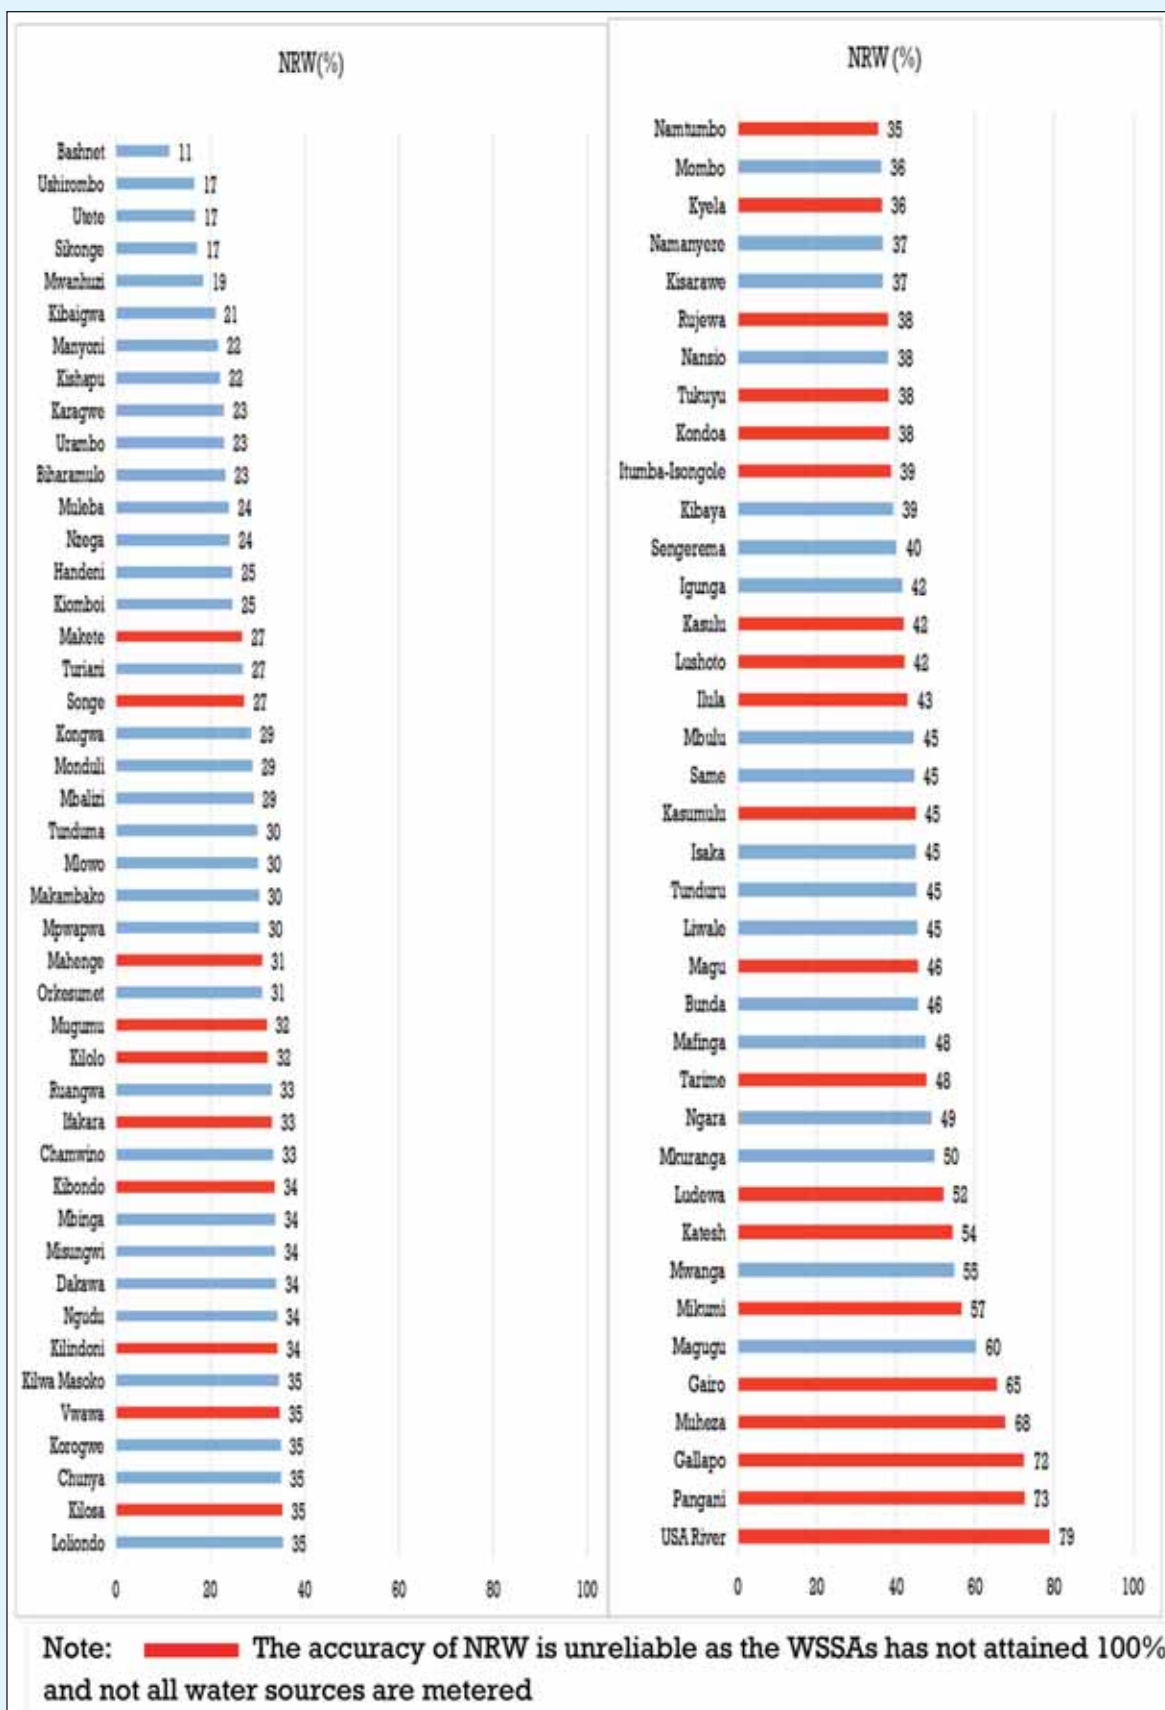 NRW(%)
Bashnet 11
Ushirombo 17
Utete 17
Sikonge 17
Mwanhuzi 19
Kibaigwa 21
Manyoni 22
Kishapu 22
Karagwe 23
Urambo 23
Biharamulo 23
Muleba 24
Nzega 24
Handeni 25
Kiomboi 25
Makete 27
Turiani 27
Songe 27
Kongwa 29
Monduli 29
Mbalizi 29
Tunduma 30
Mlowo 30
Makambako 30
Mpwapwa 30
Mahenge 31
Orkesumet 31
Mugumu 32
Kilolo 32
Ruangwa 33
Ifakara 33
Chamwino 33
Kibondo 34
Mbinga 34
Misungwi 34
Dakawa 34
Ngudu 34
Kilindoni 34
Kilwa Masoko 35
Vwawa 35
Korogwe 35
Chunya 35
Kilosa 35
Loliondo 35
0 20 40 60 80 100
NRW (%)
Namtumbo 35
Mombo 36
Kyela 36
Namanyere 37
Kisarawe 37
Rujewa 38
Nansio 38
Tukuyu 38
Kondoa 38
Itumba-Isongole 39
Kibaya 39
Sengerema 40
Igunga 42
Kasulu 42
Lushoto 42
Ilula 43
Mbulu 45
Same 45
Kasumulu 45
Isaka 45
Tunduru 45
Liwale 45
Magu 46
Bunda 46
Mafinga 48
Tarime 48
Ngara 49
Mkuranga 50
Ludewa 52
Katesh 54
Mwanga 55
Mikumi 57
Magugu 60
Gairo 65
Muheza 68
Gallapo 72
Pangani 73
USA River 79
0 20 40 60 80 100
Note: The accuracy of NRW is unreliable as the WSSAs has not attained 100%
and not all water sources are metered